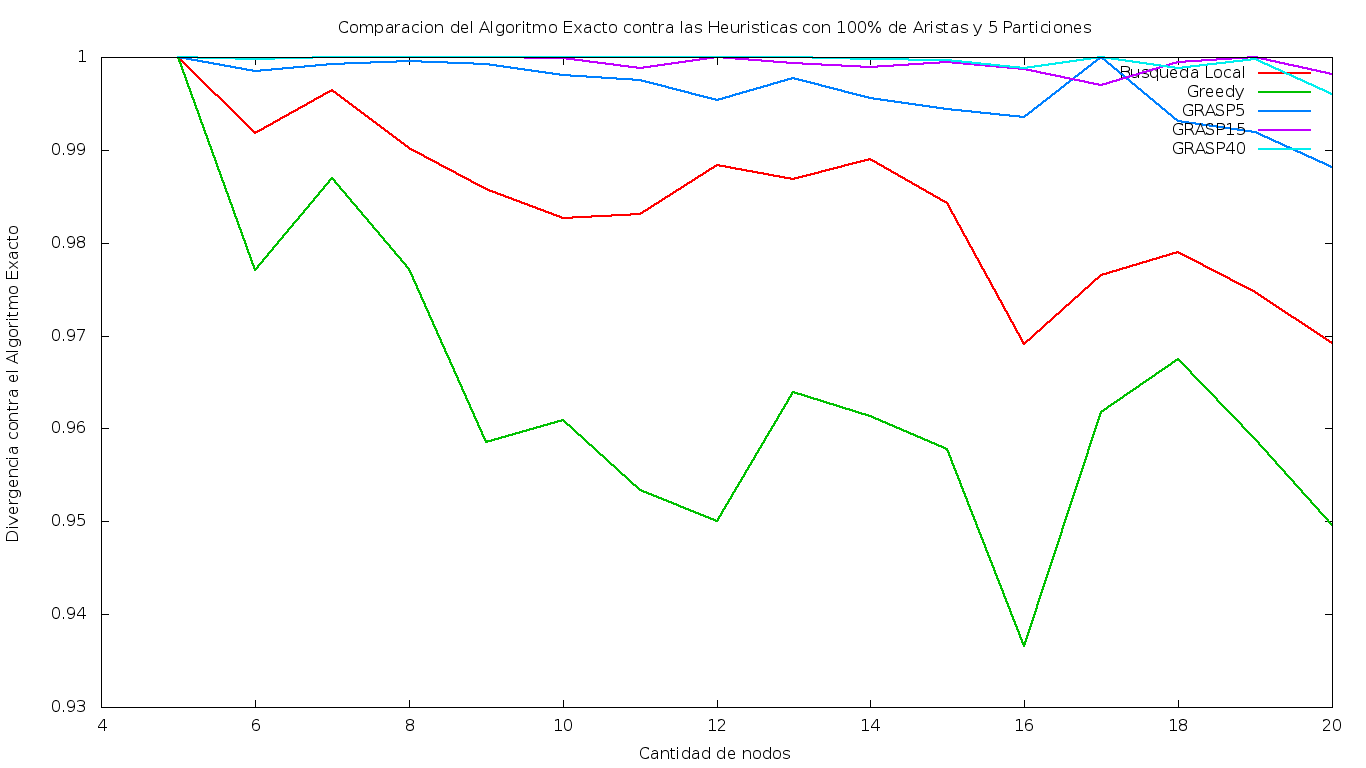 Comparacion del Algoritmo Exacto contra las Heuristicas con 100% de Aristas y 5 Particiones
Divergencia contra el Algoritmo Exacto
1
0.99
0.98
0.97
0.96
0.95
0.94
0.93
Busqueda Local
Greedy
GRASP5
GRASP15
GRASP40
4 6 8 10 12 14 16 18 20
Cantidad de nodos